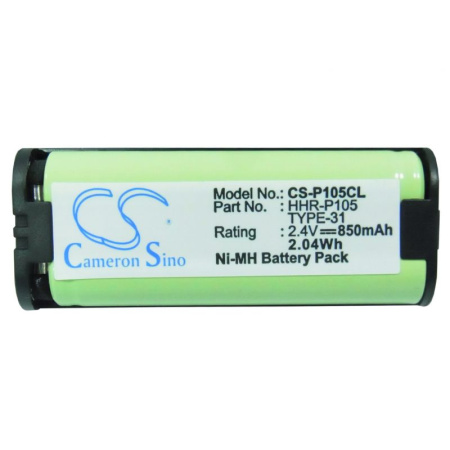 CS
Cameron Sino
Model No.: CS-P105CL
Part No. : HHR-P105
TYPE-31
Rating : 2.4V 850mAh
2.04Wh
Ni-MH Battery Pack